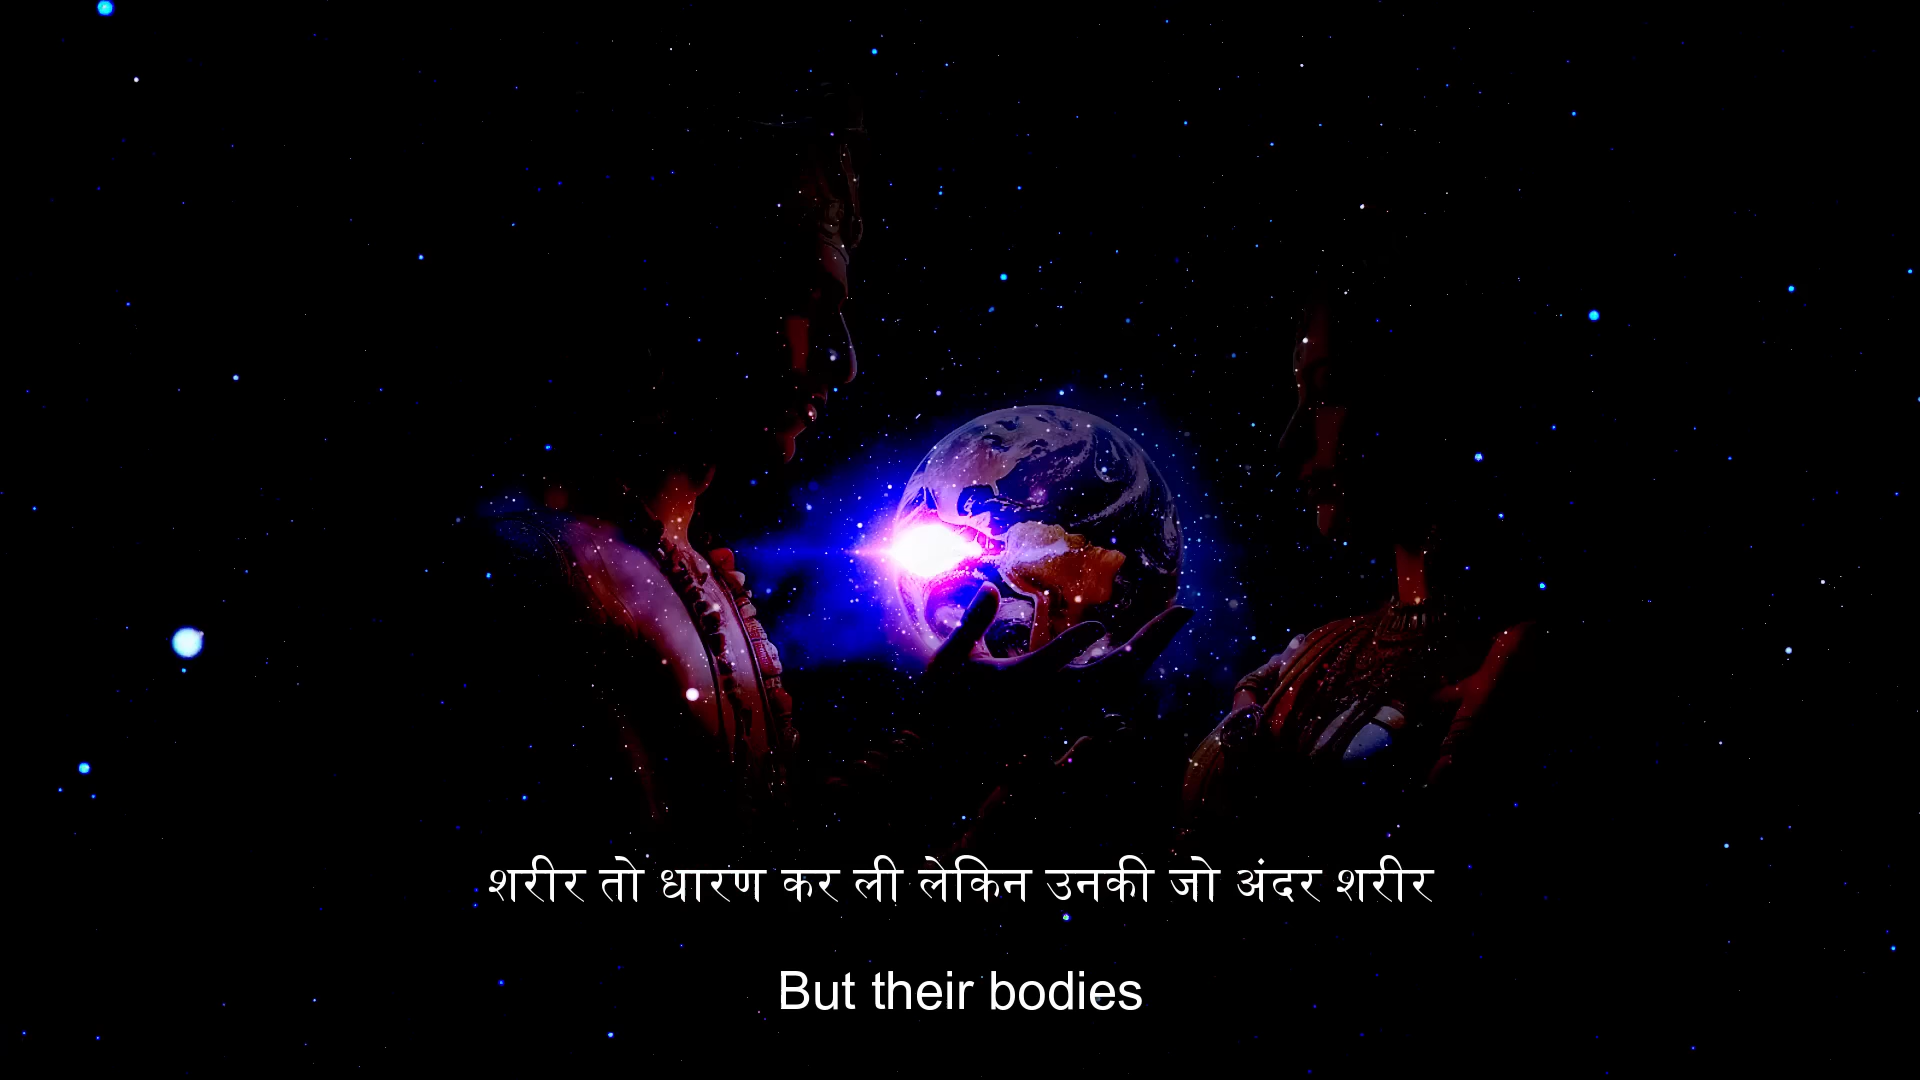 शरीर तो धारण कर ली लेकिन उनकी जो अंदर शरीर
But their bodies